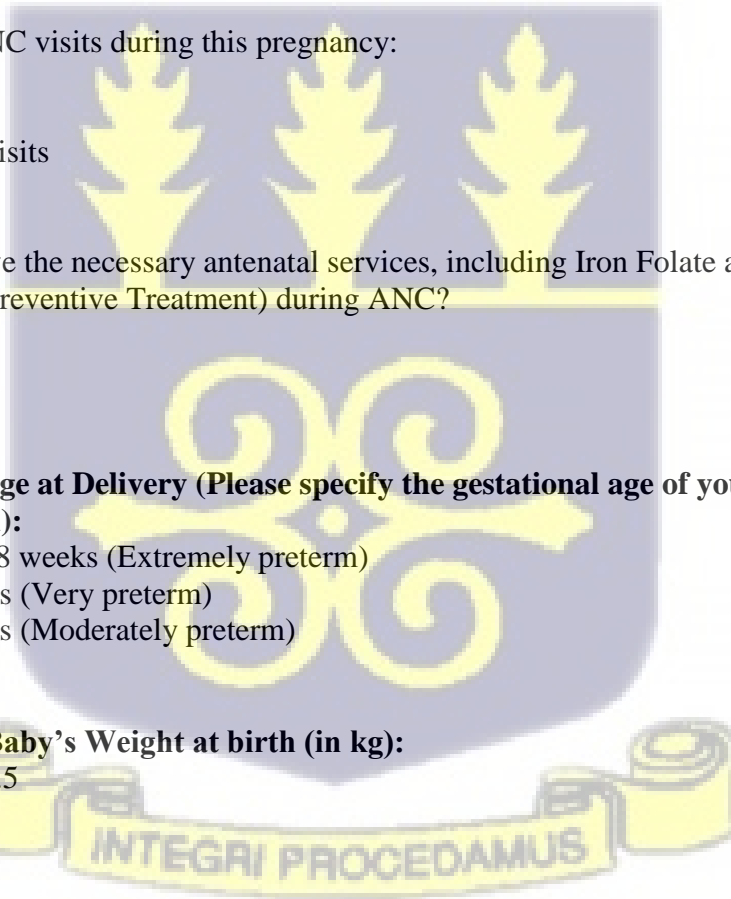 NC visits during this pregnancy:
isits
e the necessary antenatal services, including Iron Folate a
reventive Treatment) during ANC?
ge at Delivery (Please specify the gestational age of you
):
8 weeks (Extremely preterm)
s (Very preterm)
s (Moderately preterm)
Baby’s Weight at birth (in kg):
5
INTEGRI PROCEDAMUS